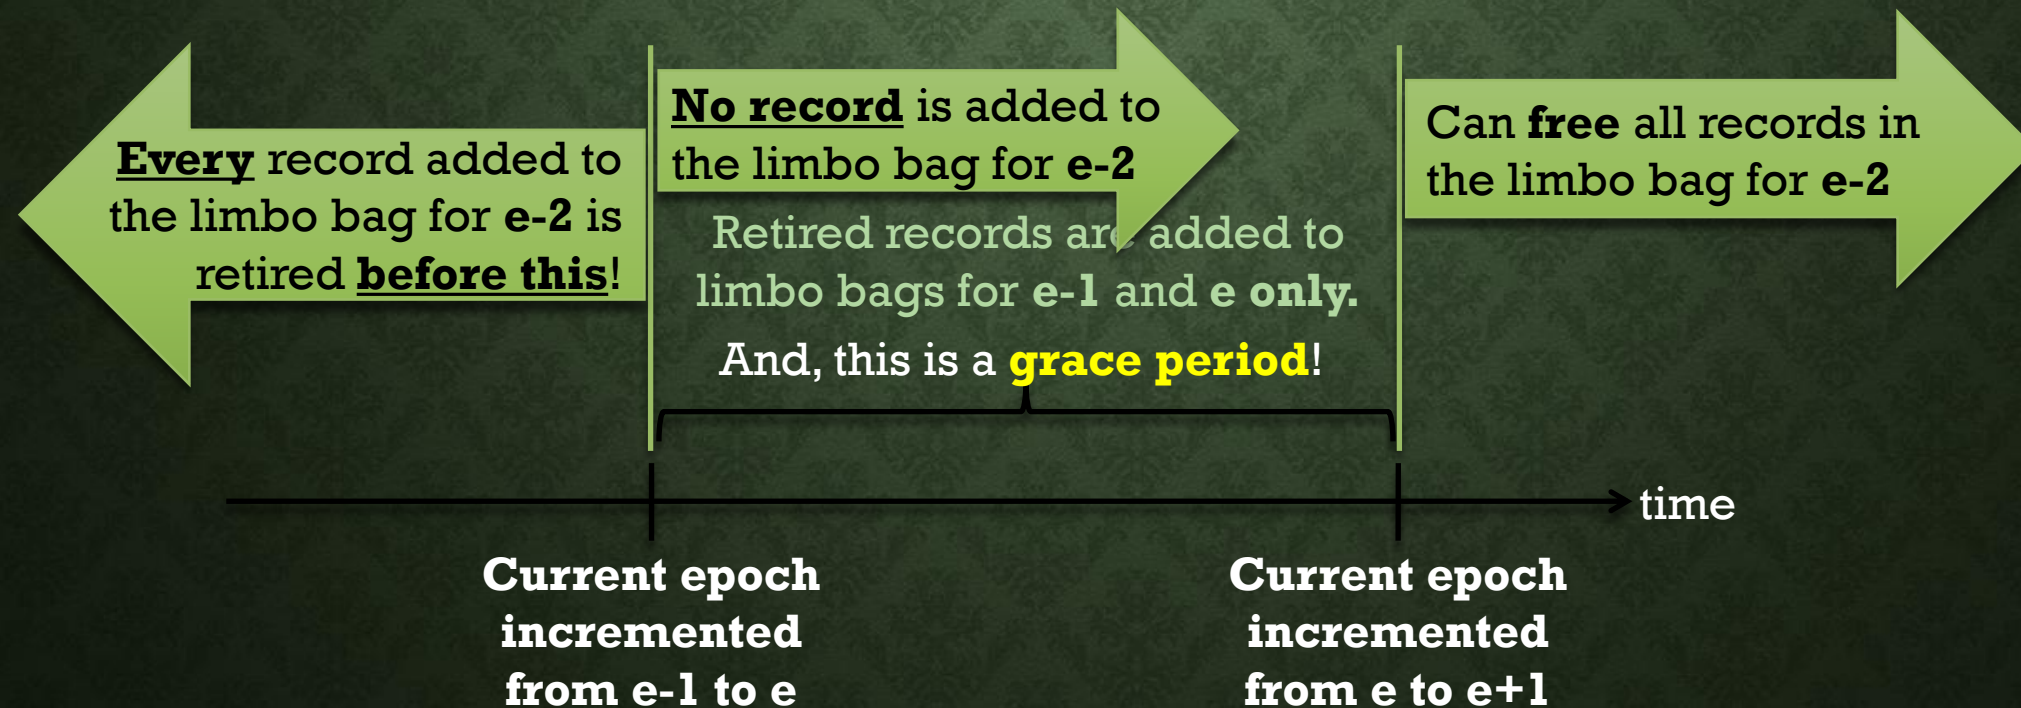 Every record added to
the limbo bag for e-2 is
retired before this!
No record is added to
the limbo bag for e-2
Retired records are added to
limbo bags for e-1 and e only.
And, this is a grace period!
Can free all records in
the limbo bag for e-2
time
Current epoch
incremented
from e-1 to e
Current epoch
incremented
from e to e+1